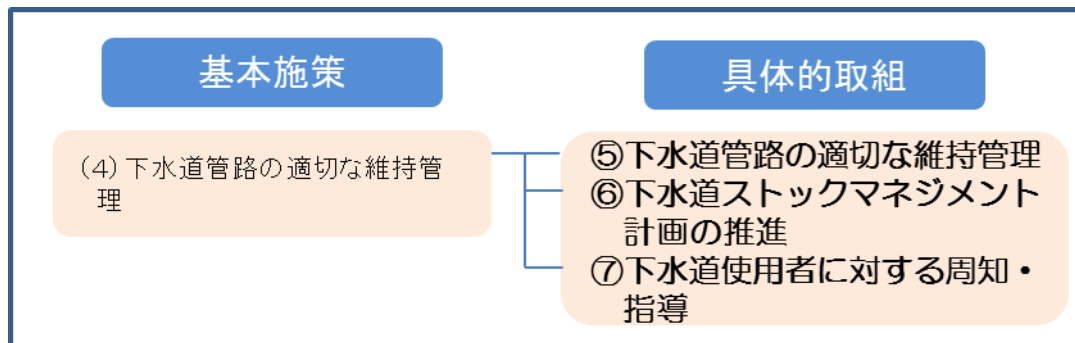 基本施策
具体的取組
(4)下水道管路の適切な維持管
理
⑤下水道管路の適切な維持管理
⑥下水道ストックマネジメント
計画の推進
⑦下水道使用者に対する周知・
指導